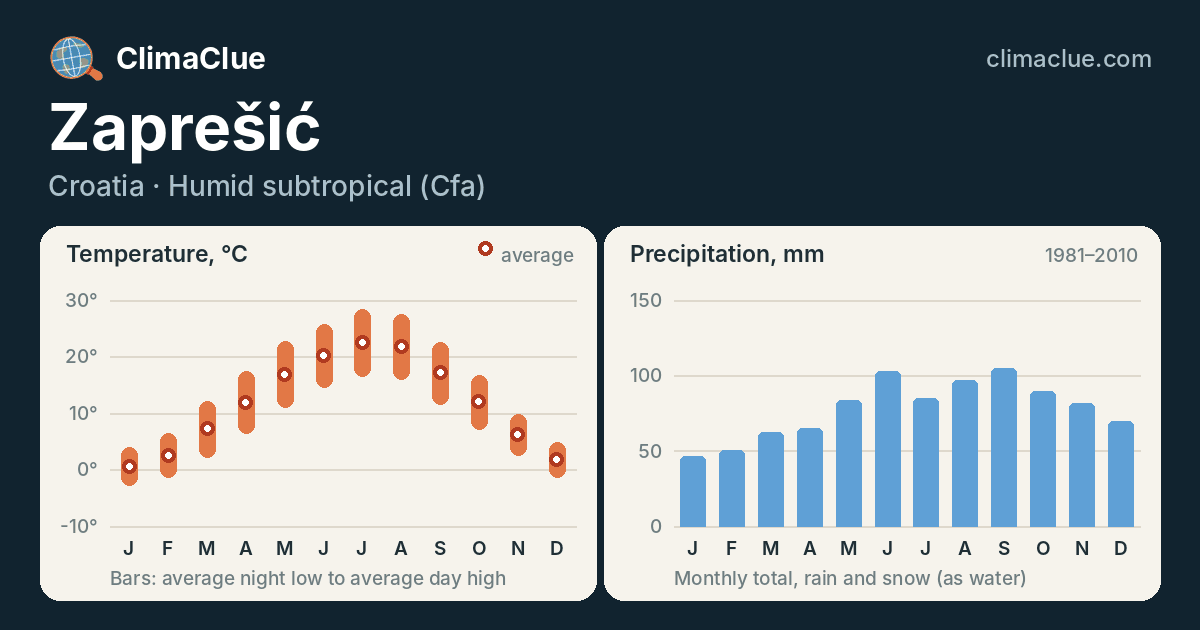 ClimaClue
climaclue.com
Zaprešić
Croatia · Humid subtropical (Cfa)
Temperature, °C
average
30°
20°
10°
0°
-10°
J F M A M J J A S O N D
Bars: average night low to average day high
Precipitation, mm
1981–2010
150
100
50
0
J F M A M J J A S O N D
Monthly total, rain and snow (as water)